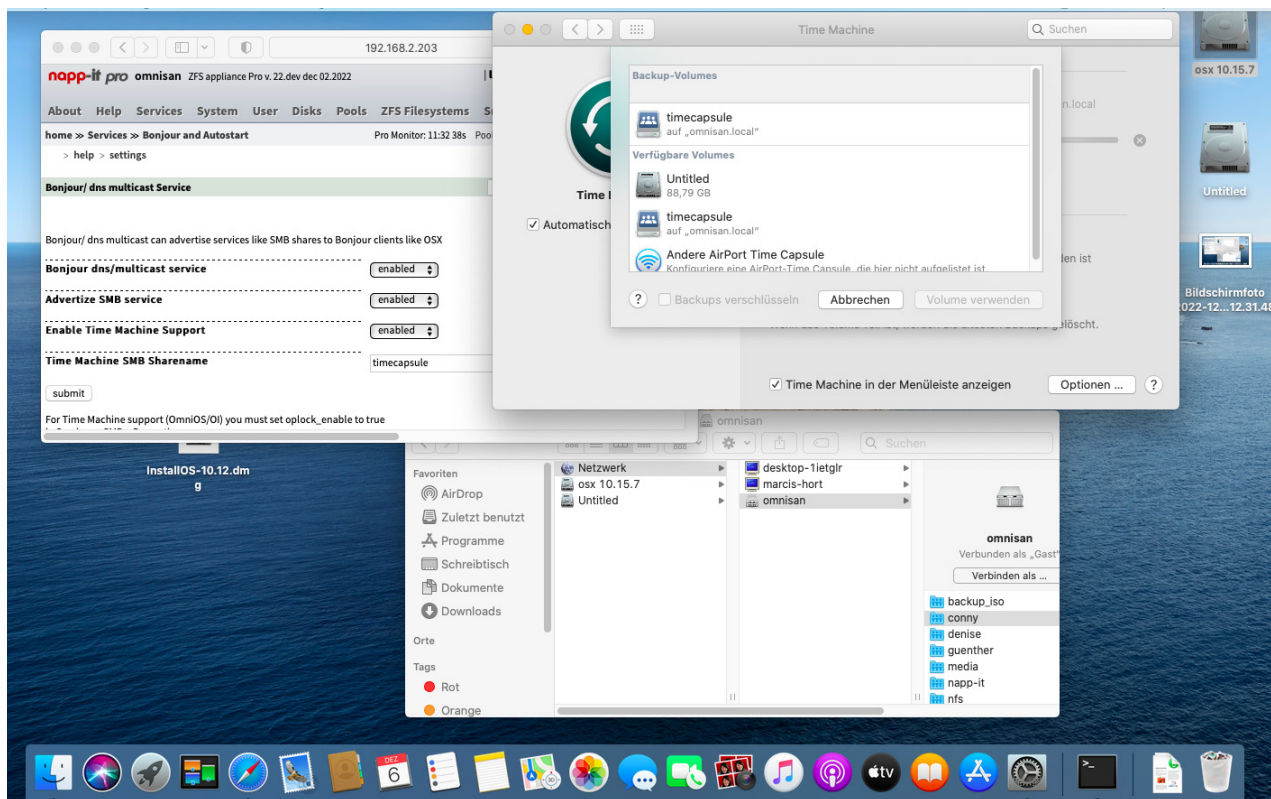 192.168.2.203
napp-it pro omnisan ZFS appliance Pro v. 22.dev dec 02.2022
About Help Services System User Disks Pools ZFS Filesystems
home >> Services >> Bonjour and Autostart Pro Monitor: 11:32 38s
> help > settings
Bonjour/ dns multicast Service
Bonjour/ dns multicast can advertise services like SMB shares to Bonjour clients like OSX
Bonjour dns/multicast service enabled
Advertize SMB service enabled
Enable Time Machine Support enabled
Time Machine SMB Sharename timecapsule
submit
For Time Machine support (OmniOS/OI) you must set oplock_enable to true
Time Machine
Suchen
Automatisch
n.local
Backup-Volumes
timecapsule
auf „omnisan.local“
Verfügbare Volumes
Untitled
88,79 GB
timecapsule
auf „omnisan.local“
Andere AirPort Time Capsule
Konfiguriere eine AirPort-Time Capsule, die hier nicht aufgelistet ist.
? Backups verschlüsseln Abbrechen Volume verwenden
Time Machine in der Menüleiste anzeigen Optionen ... ?
osx 10.15.7
Untitled
Bildschirmfoto
2022-12...12.31.48
InstallOS-10.12.dm
g
omnisan
Suchen
Favoriten
AirDrop
Zuletzt benutzt
Programme
Schreibtisch
Dokumente
Downloads
Orte
Tags
Rot
Orange
Netzwerk
osx 10.15.7
Untitled
desktop-1ietglr
marcis-hort
omnisan
omnisan
Verbunden als „Gast“
Verbinden als ...
backup_iso
conny
denise
guenther
media
napp-it
nfs
DEZ
6
tv